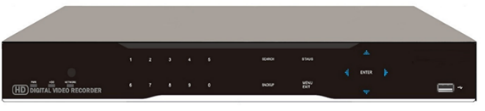 1 2 3 4 5 SEARCH
ENTER
6 7 8 9 0 BACKUP MENU
EXIT
HD DIGITAL VIDEO RECORDER